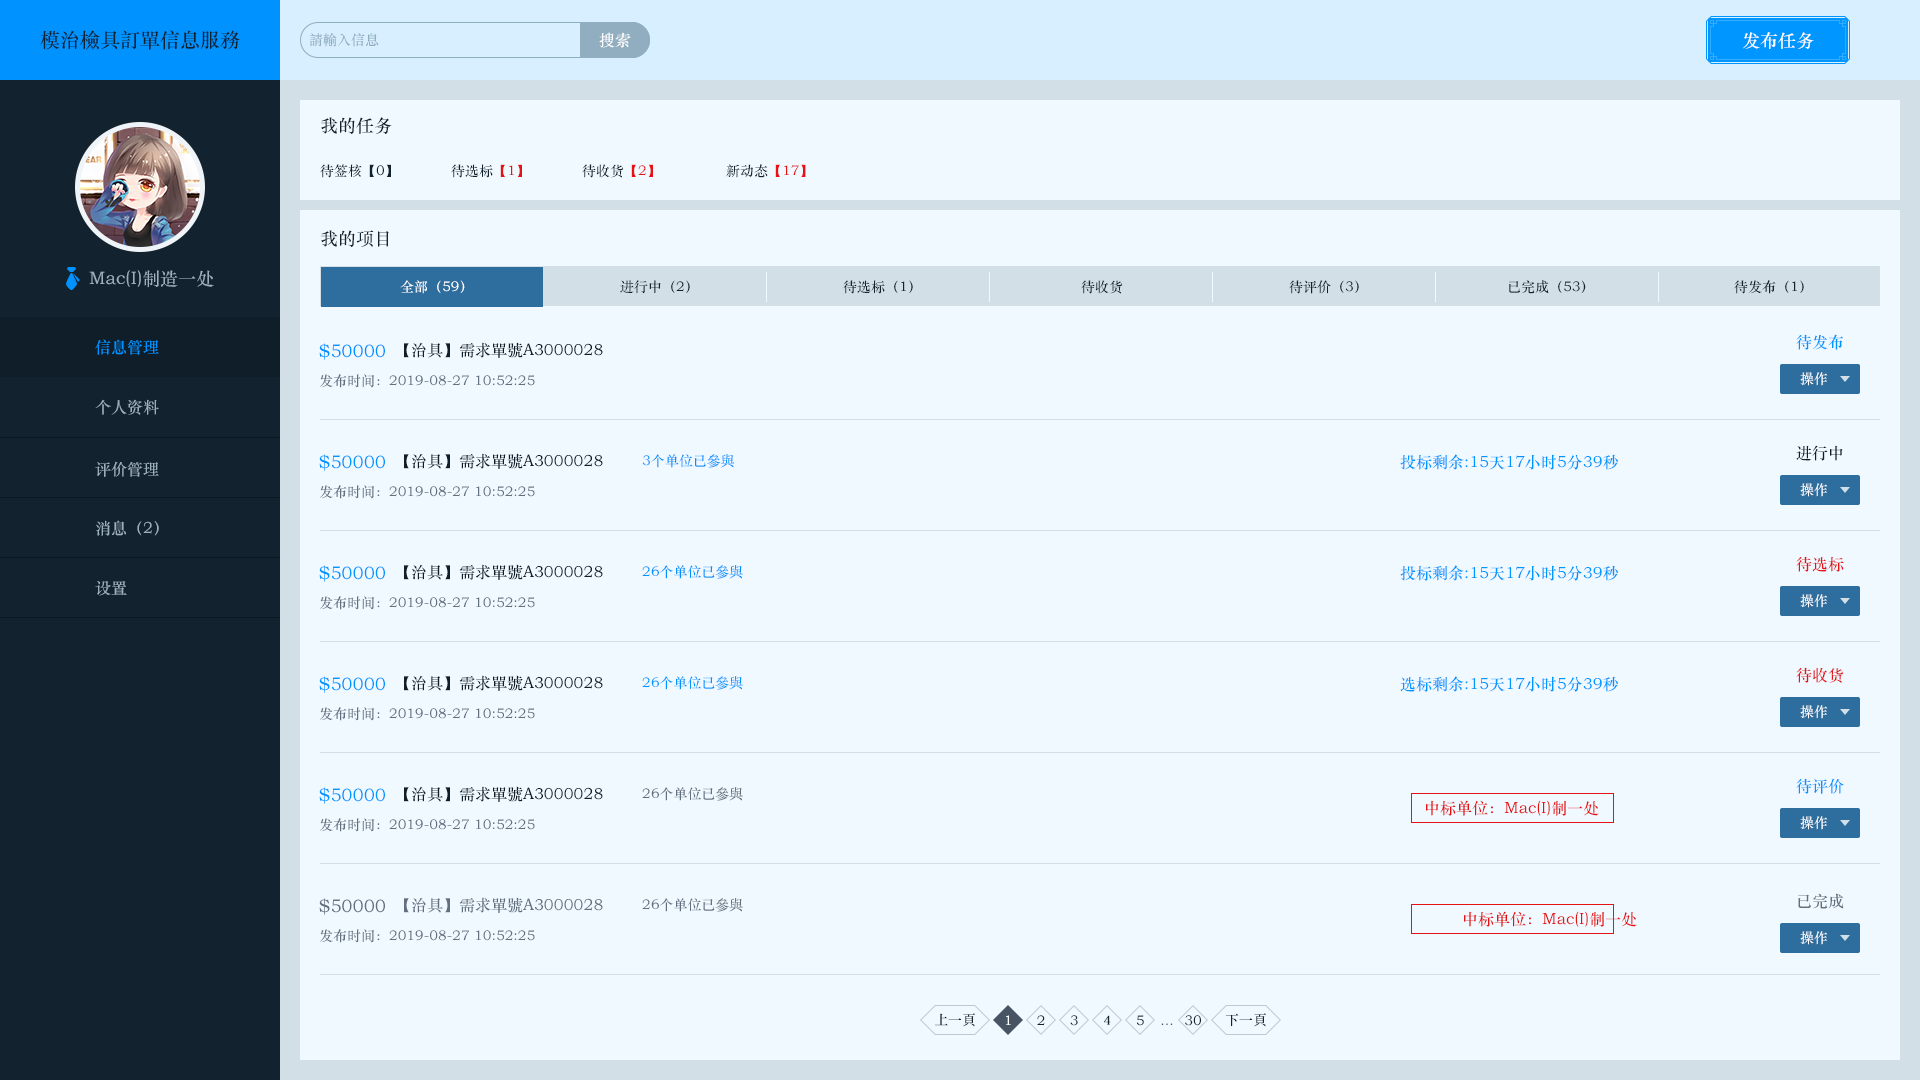 模治檢具訂單信息服務
請輸入信息
搜索
发布任务
Mac(I)制造一处
信息管理
个人资料
评价管理
消息（2）
设置
我的任务
待签核【0】 待选标【1】 待收货【2】 新动态【17】
我的项目
全部（59） 进行中（2） 待选标（1） 待收货 待评价（3） 已完成（53） 待发布（1）
$50000 【治具】需求單號A3000028
发布时间：2019-08-27 10:52:25
待发布
操作
$50000 【治具】需求單號A3000028 3个单位已參與
发布时间：2019-08-27 10:52:25
投标剩余:15天17小时5分39秒
进行中
操作
$50000 【治具】需求單號A3000028 26个单位已參與
发布时间：2019-08-27 10:52:25
投标剩余:15天17小时5分39秒
待选标
操作
$50000 【治具】需求單號A3000028 26个单位已參與
发布时间：2019-08-27 10:52:25
选标剩余:15天17小时5分39秒
待收货
操作
$50000 【治具】需求單號A3000028 26个单位已參與
发布时间：2019-08-27 10:52:25
中标单位：Mac(I)制一处
待评价
操作
$50000 【治具】需求單號A3000028 26个单位已參與
发布时间：2019-08-27 10:52:25
中标单位：Mac(I)制一处
已完成
操作
上一頁 1 2 3 4 5 ... 30 下一頁